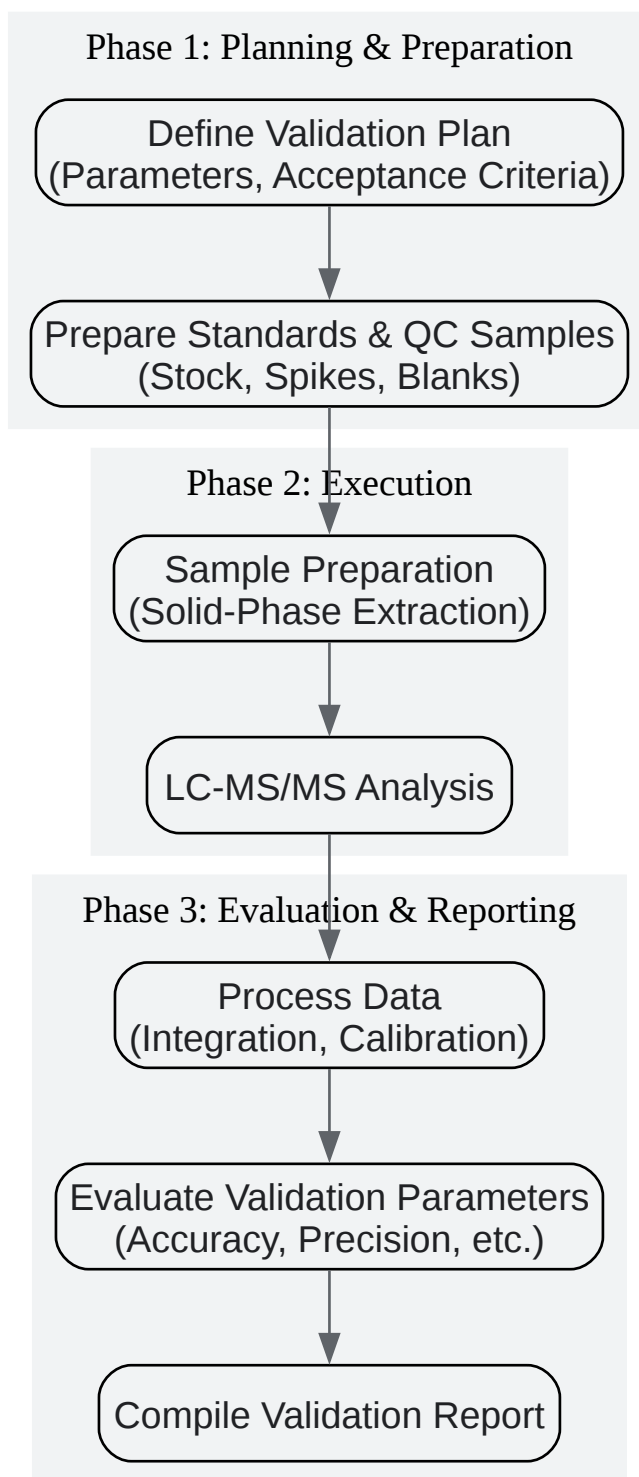 Phase 1: Planning & Preparation
Define Validation Plan
(Parameters, Acceptance Criteria)
Prepare Standards & QC Samples
(Stock, Spikes, Blanks)
Phase 2: Execution
Sample Preparation
(Solid-Phase Extraction)
LC-MS/MS Analysis
Phase 3: Evaluation & Reporting
Process Data
(Integration, Calibration)
Evaluate Validation Parameters
(Accuracy, Precision, etc.)
Compile Validation Report